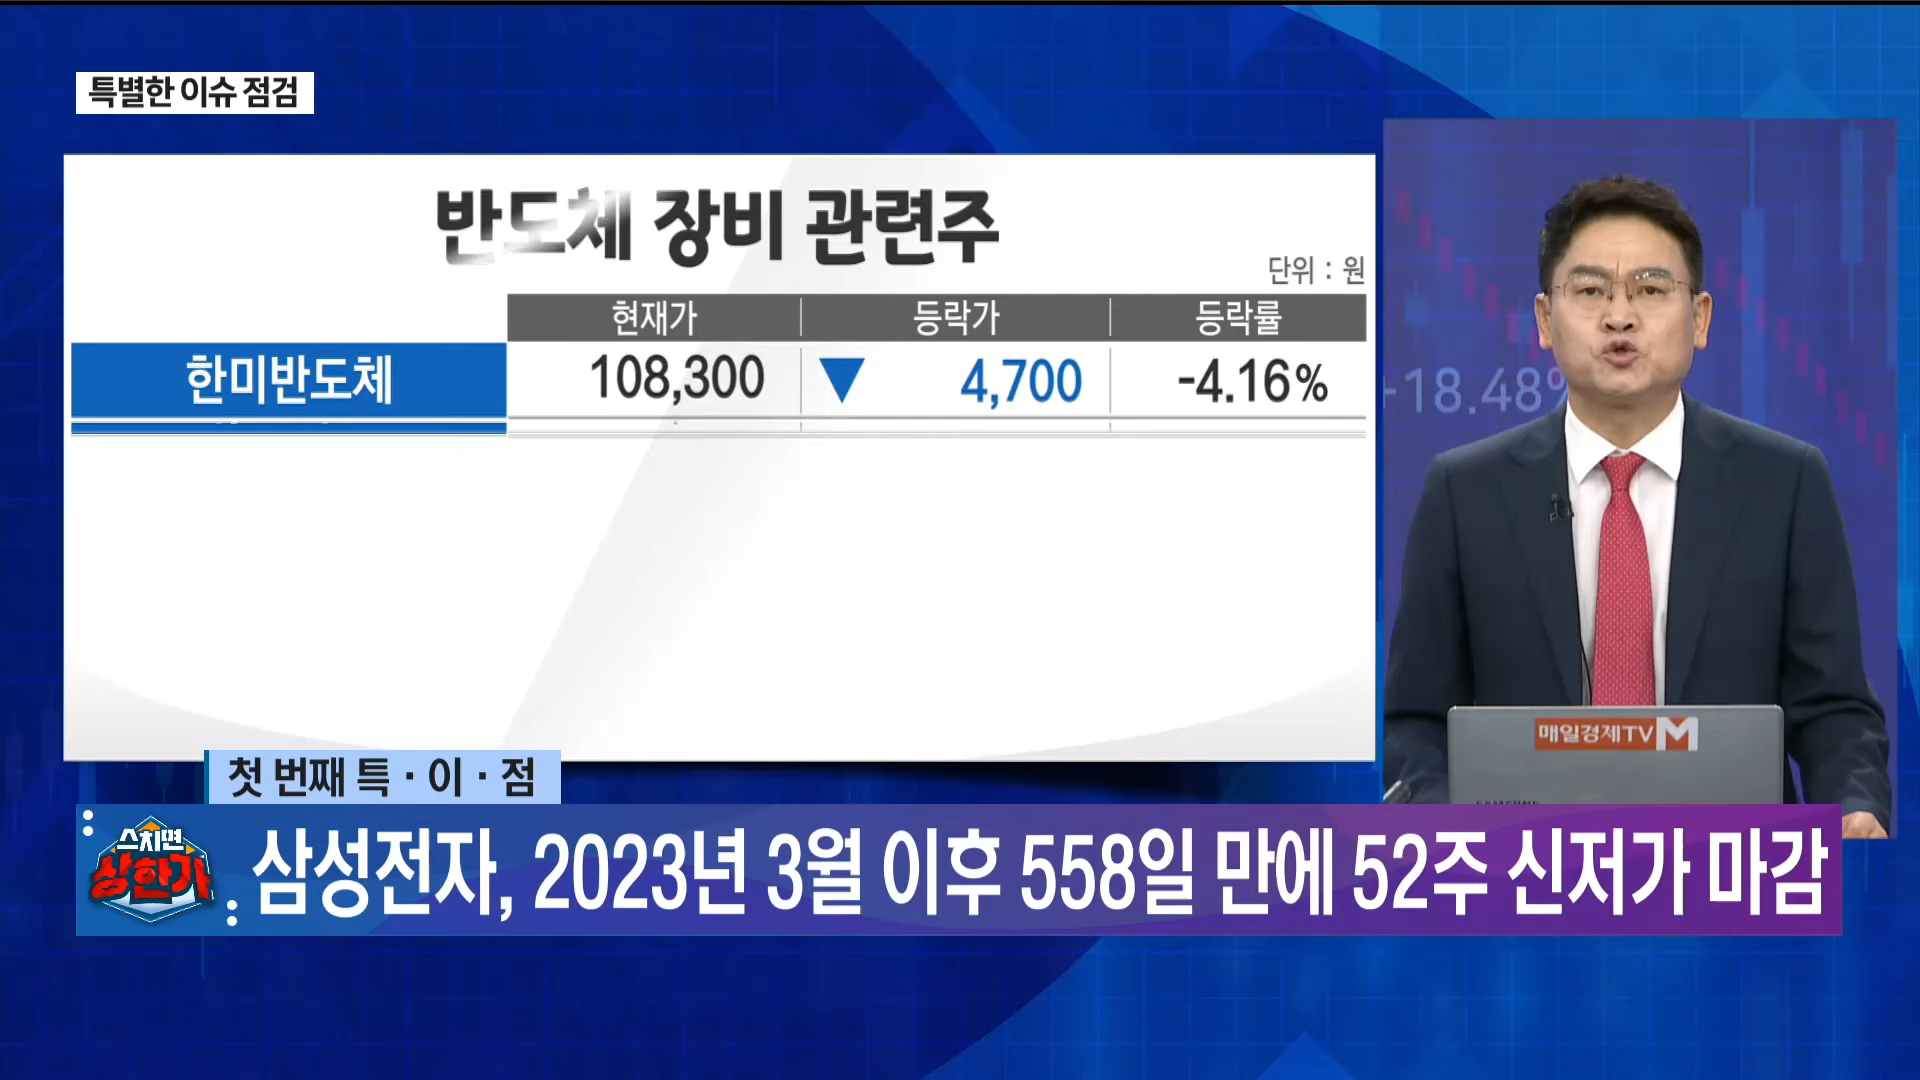 특별한 이슈 점검
반도체 장비 관련주
단위 : 원
현재가 등락가 등락률
한미반도체 108,300 ▼ 4,700 -4.16%
+18.48%
매일경제TV M
첫 번째 특·이·점
스치면
상한가
삼성전자, 2023년 3월 이후 558일 만에 52주 신저가 마감